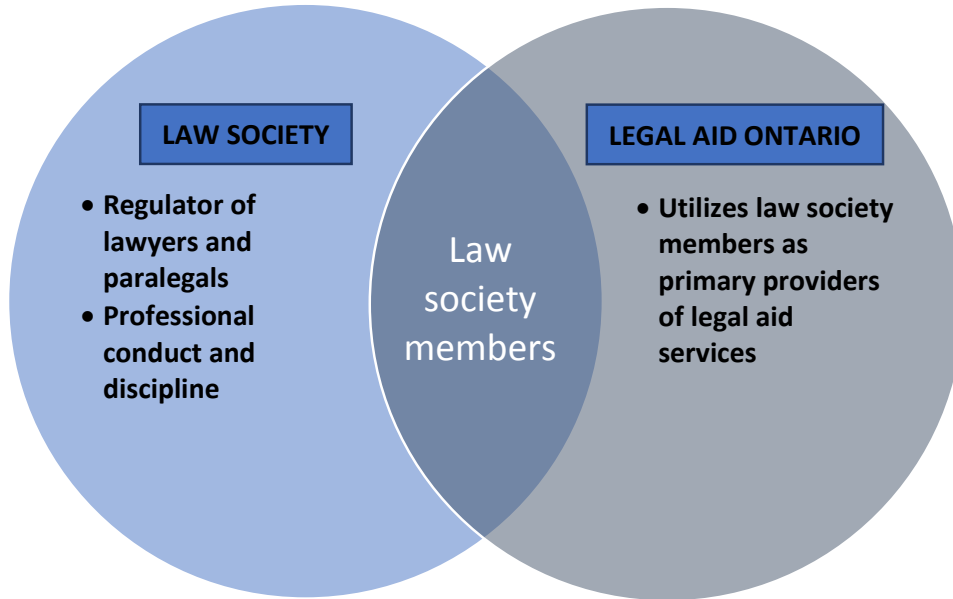 LAW SOCIETY
• Regulator of
lawyers and
paralegals
• Professional
conduct and
discipline
Law
society
members
LEGAL AID ONTARIO
• Utilizes law society
members as
primary providers
of legal aid
services